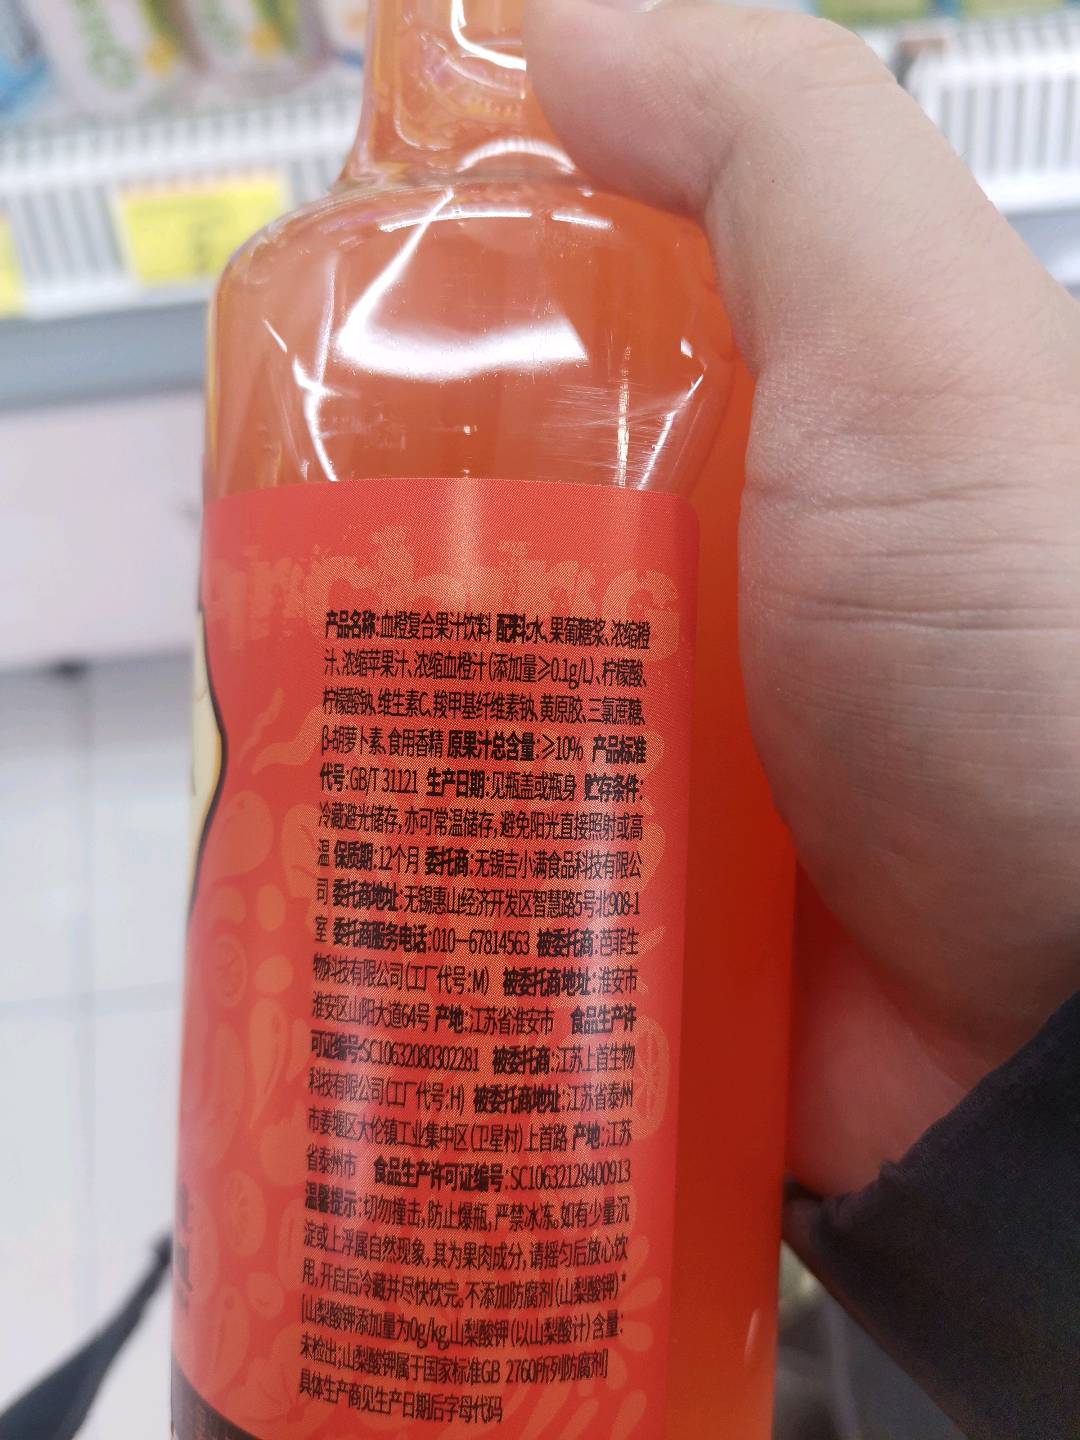 产品名称:血橙复合果汁饮料 配料:水、果葡糖浆、浓缩橙
汁、浓缩苹果汁、浓缩血橙汁(添加量≥0.1g/L)、柠檬酸、
柠檬酸钠、维生素C、羧甲基纤维素钠、黄原胶、三氯蔗糖、
β-胡萝卜素、食用香精 原果汁总含量:≥10% 产品标准
代号:GB/T 31121 生产日期:见瓶盖或瓶身 贮存条件:
冷藏避光储存,亦可常温储存,避免阳光直接照射或高
温 保质期:12个月 委托商:无锡吉小满食品科技有限公
司 委托商地址:无锡惠山经济开发区智慧路5号北908-1
室 委托商服务电话:010—67814563 被委托商:芭菲生
物科技有限公司(工厂代号:M) 被委托商地址:淮安市
淮安区山阳大道64号 产地:江苏省淮安市 食品生产许
可证编号:SC10632080302281 被委托商:江苏上首生物
科技有限公司(工厂代号:H) 被委托商地址:江苏省泰州
市姜堰区大伦镇工业集中区(卫星村)上首路 产地:江苏
省泰州市 食品生产许可证编号:SC10632128400913
温馨提示:切勿撞击,防止爆瓶,严禁冰冻。如有少量沉
淀或上浮属自然现象,其为果肉成分,请摇匀后放心饮
用,开启后冷藏并尽快饮完。不添加防腐剂(山梨酸钾)*
|山梨酸钾添加量为0g/kg,山梨酸钾(以山梨酸计)含量:
未检出;山梨酸钾属于国家标准GB 2760所列防腐剂
具体生产商见生产日期后字母代码